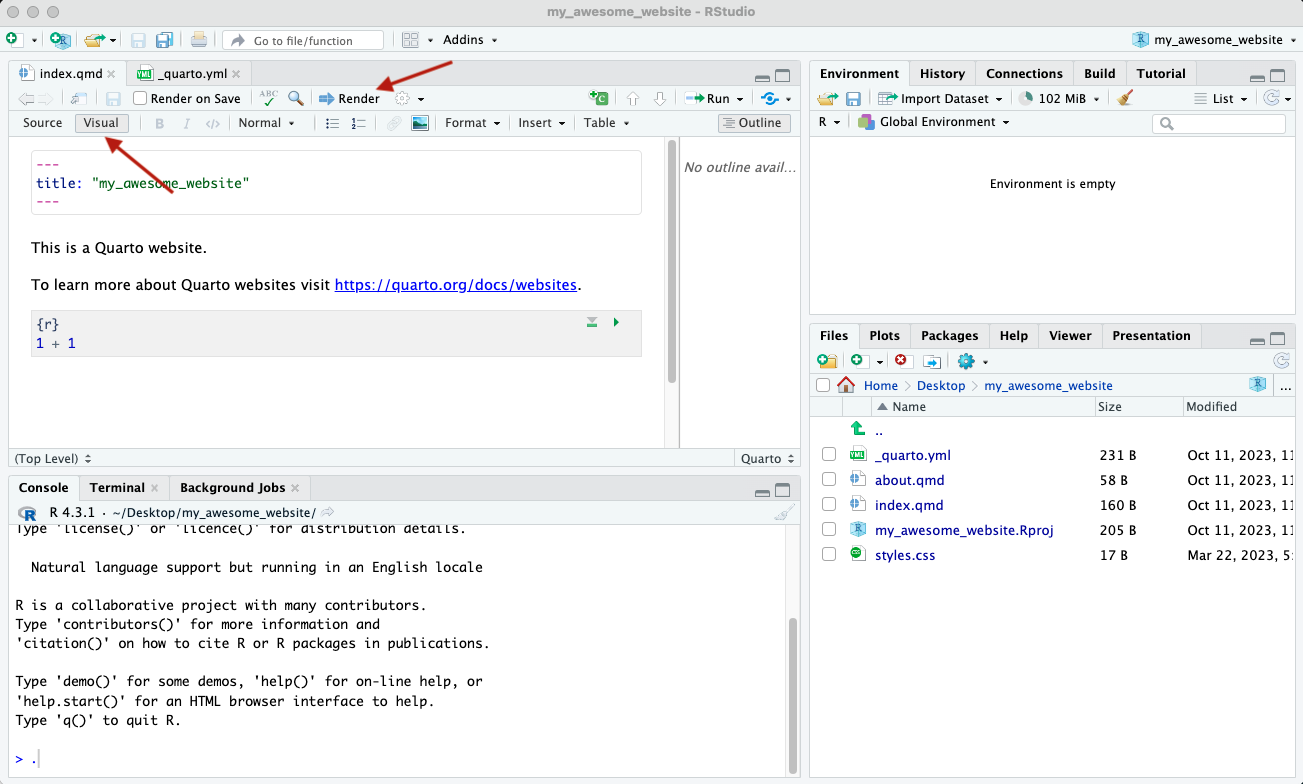 my_awesome_website - RStudio
Go to file/function
Addins
my_awesome_website
index.qmd
_quarto.yml
Render on Save
ABC
Render
Run
Source
Visual
B
I
</>
Normal
Format
Insert
Table
Outline
---
title: "my_awesome_website"
---
No outline avail...
This is a Quarto website.
To learn more about Quarto websites visit https://quarto.org/docs/websites.
{r}
1 + 1
(Top Level)
Quarto
Console
Terminal
Background Jobs
R 4.3.1 · ~/Desktop/my_awesome_website/
Type 'license()' or 'licence()' for distribution details.
Natural language support but running in an English locale
R is a collaborative project with many contributors.
Type 'contributors()' for more information and
'citation()' on how to cite R or R packages in publications.
Type 'demo()' for some demos, 'help()' for on-line help, or
'help.start()' for an HTML browser interface to help.
Type 'q()' to quit R.
> .
Environment
History
Connections
Build
Tutorial
Import Dataset
102 MiB
List
R
Global Environment
Environment is empty
Files
Plots
Packages
Help
Viewer
Presentation
Home
Desktop
my_awesome_website
...
Name
Size
Modified
..
_quarto.yml 231 B Oct 11, 2023, 11
about.qmd 58 B Oct 11, 2023, 11
index.qmd 160 B Oct 11, 2023, 11
my_awesome_website.Rproj 205 B Oct 11, 2023, 11
styles.css 17 B Mar 22, 2023, 5: